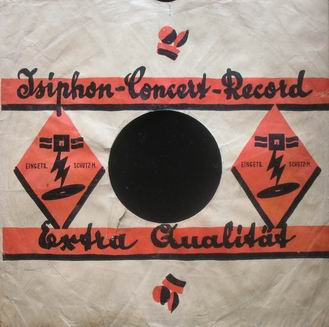 Isiphon-Concert-Record
EINGETR. SCHUTZ-M.
EINGETR. SCHUTZ-M.
Extra Qualität